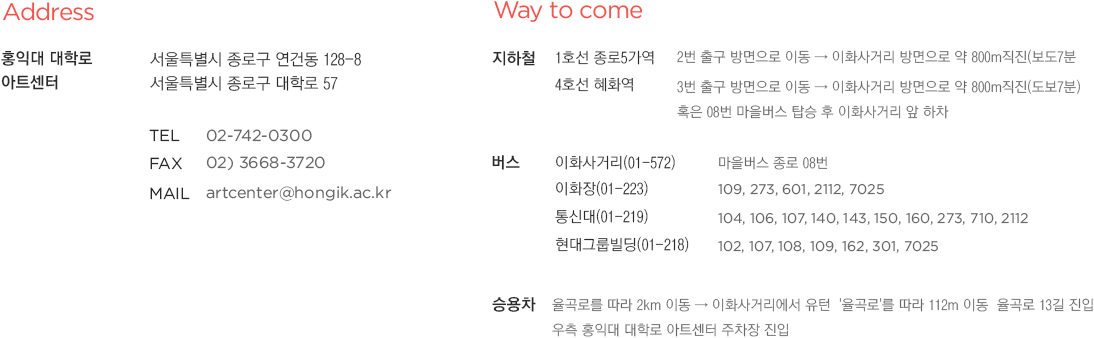 Address
홍익대 대학로 서울특별시 종로구 연건동 128-8
아트센터 서울특별시 종로구 대학로 57
TEL 02-742-0300
FAX 02) 3668-3720
MAIL artcenter@hongik.ac.kr
Way to come
지하철 1호선 종로5가역 2번 출구 방면으로 이동 → 이화사거리 방면으로 약 800m직진(보도7분
4호선 혜화역 3번 출구 방면으로 이동 → 이화사거리 방면으로 약 800m직진(도보7분)
혹은 08번 마을버스 탑승 후 이화사거리 앞 하차
버스 이화사거리(01-572) 마을버스 종로 08번
이화장(01-223) 109, 273, 601, 2112, 7025
통신대(01-219) 104, 106, 107, 140, 143, 150, 160, 273, 710, 2112
현대그룹빌딩(01-218) 102, 107, 108, 109, 162, 301, 7025
승용차 율곡로를 따라 2km 이동 → 이화사거리에서 유턴 '율곡로'를 따라 112m 이동 율곡로 13길 진입
우측 홍익대 대학로 아트센터 주차장 진입